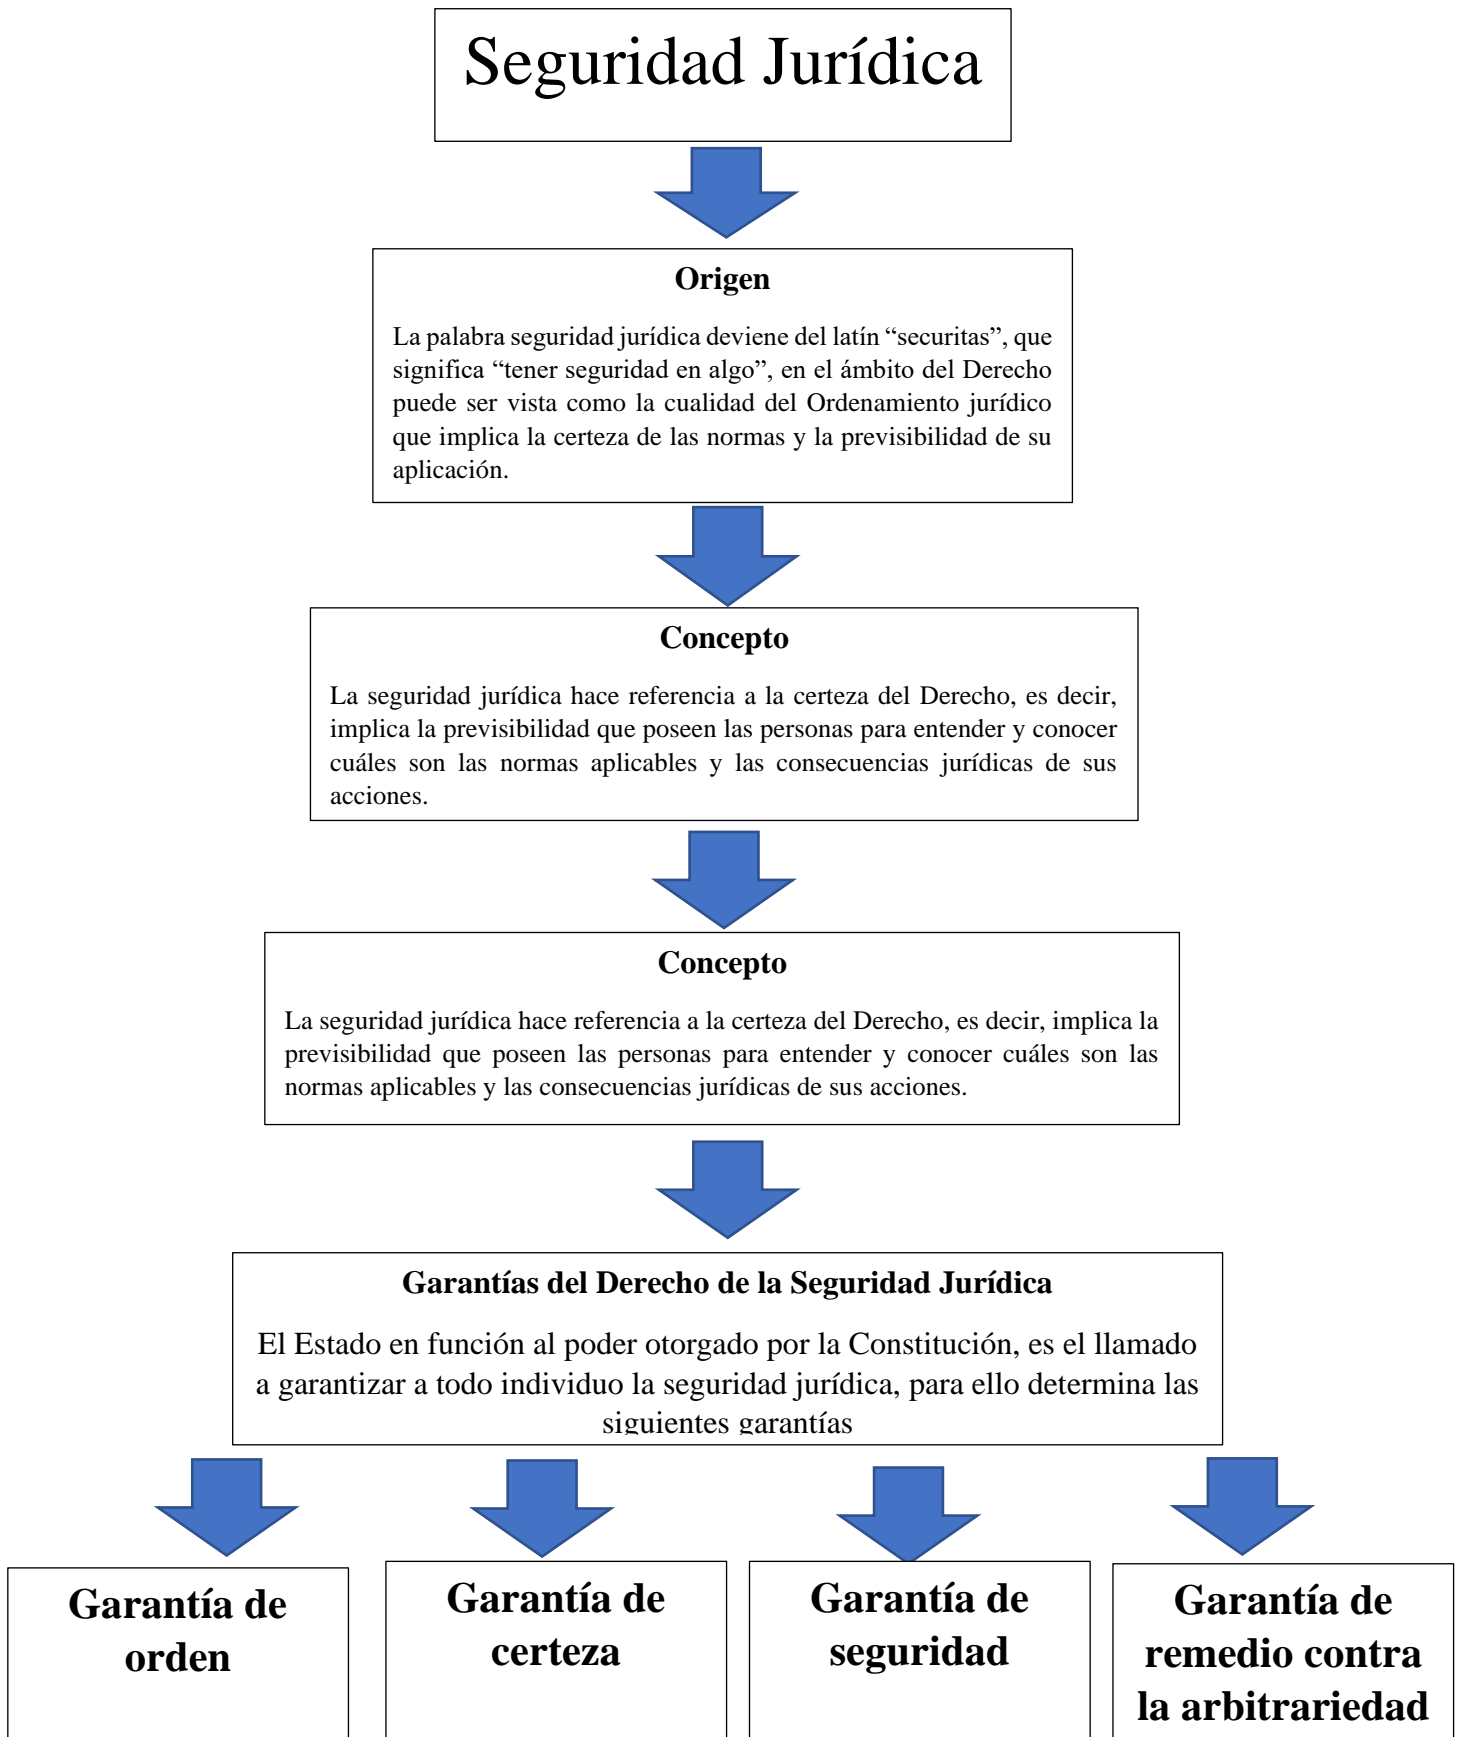 Seguridad Jurídica
Origen
La palabra seguridad jurídica deviene del latín “securitas”, que
significa “tener seguridad en algo”, en el ámbito del Derecho
puede ser vista como la cualidad del Ordenamiento jurídico
que implica la certeza de las normas y la previsibilidad de su
aplicación.
Concepto
La seguridad jurídica hace referencia a la certeza del Derecho, es decir,
implica la previsibilidad que poseen las personas para entender y conocer
cuáles son las normas aplicables y las consecuencias jurídicas de sus
acciones.
Concepto
La seguridad jurídica hace referencia a la certeza del Derecho, es decir, implica la
previsibilidad que poseen las personas para entender y conocer cuáles son las
normas aplicables y las consecuencias jurídicas de sus acciones.
Garantías del Derecho de la Seguridad Jurídica
El Estado en función al poder otorgado por la Constitución, es el llamado
a garantizar a todo individuo la seguridad jurídica, para ello determina las
siguientes garantías
Garantía de
orden
Garantía de
certeza
Garantía de
seguridad
Garantía de
remedio contra
la arbitrariedad